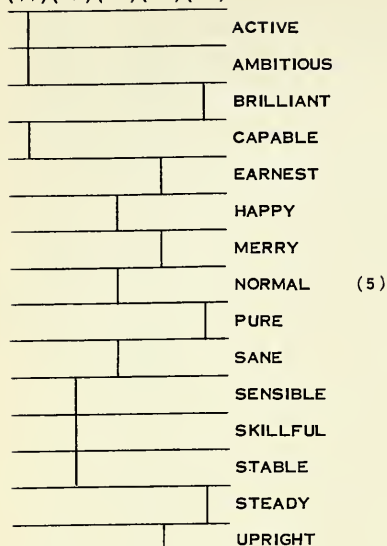 ACTIVE
AMBITIOUS
BRILLIANT
CAPABLE
EARNEST
HAPPY
MERRY
NORMAL (5)
PURE
SANE
SENSIBLE
SKILLFUL
STABLE
STEADY
UPRIGHT